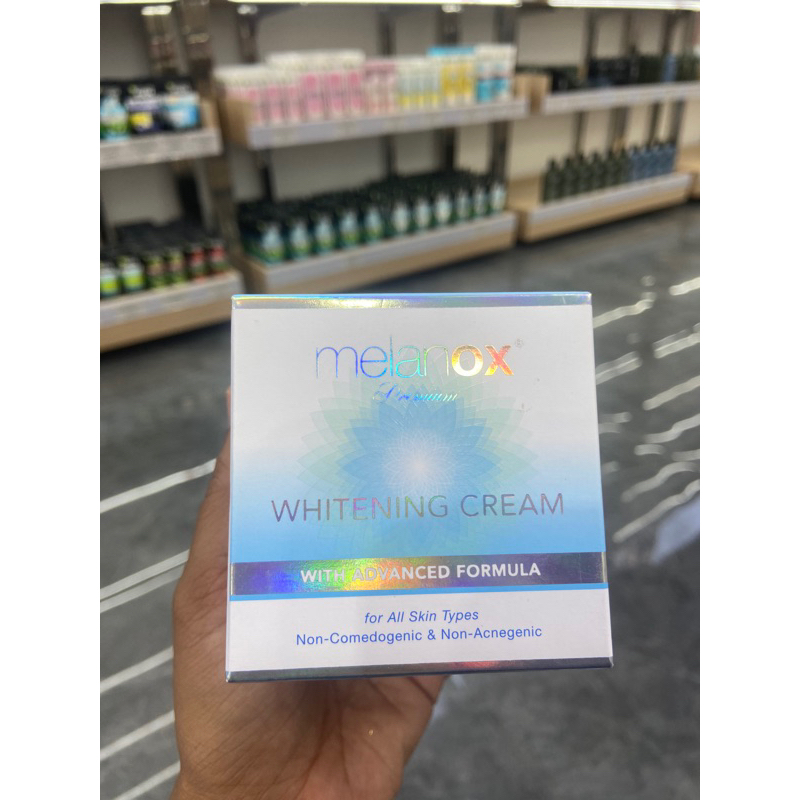 melanox
Premium
WHITENING CREAM
WITH ADVANCED FORMULA
for All Skin Types
Non-Comedogenic & Non-Acnegenic